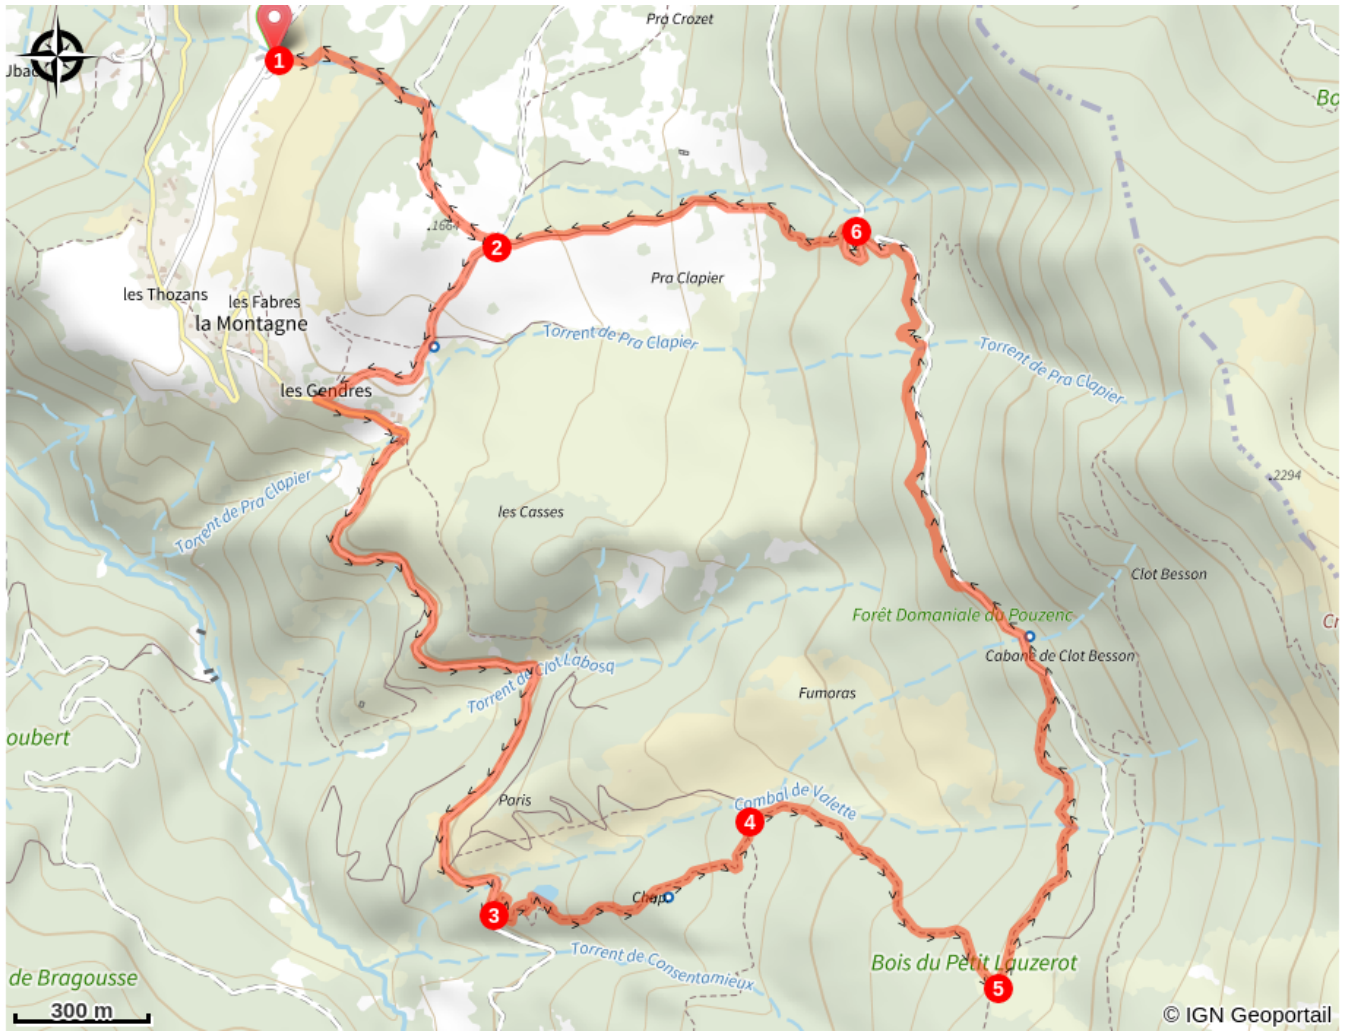 Pra Crozet
1
Ubac
Bo
.1664
2
6
Pra Clapier
les Thozans
les Fabres
la Montagne
Torrent de Pra Clapier
Torrent de Pra Clapier
les Gendres
.2294
Torrent de Pra Clapier
les Casses
Clot Besson
Forêt Domaniale du Pouzenc
Cr
Cabane de Clot Besson
Torrent de Clot Labosq
Fumoras
oubert
Paris
Combal de Valette
4
Chap
3
Torrent de Consentamieux
Bois du Petit Lauzerot
de Bragousse
5
300 m
© IGN Geoportail